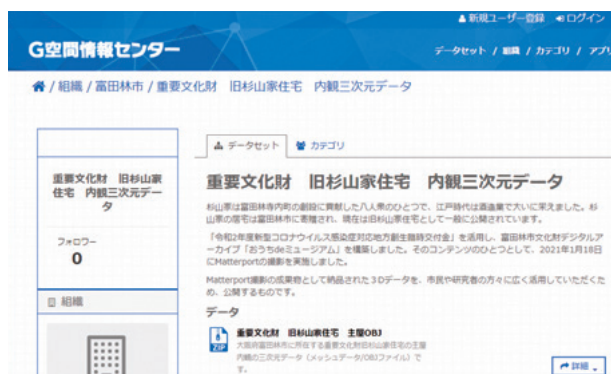 新規ユーザー登録 ログイン
G空間情報センター
データセット / 組織 / カテゴリ / アプリ
/ 組織 / 富田林市 / 重要文化財 旧杉山家住宅 内観三次元データ
データセット カテゴリ
重要文化財 旧杉山家
住宅 内観三次元デー
タ
フォロワー
0
組織
重要文化財 旧杉山家住宅 内観三次元データ
杉山家は富田林寺内町の創設に貢献した八人衆のひとつで、江戸時代は酒造業で大いに栄えました。杉
山家の居宅は富田林市に寄贈され、現在は旧杉山家住宅として一般に公開されています。
「令和2年度新型コロナウイルス感染症対応地方創生臨時交付金」を活用し、富田林市文化財デジタルア
ーカイブ「おうちdeミュージアム」を構築しました。そのコンテンツのひとつとして、2021年1月18日
にMatterportの撮影を実施しました。
Matterport撮影の成果物として納品された3Dデータを、市民や研究者の方々に広く活用していただくた
め、公開するものです。
データ
ZIP
重要文化財 旧杉山家住宅 主屋OBJ
大阪府富田林市に所在する重要文化財旧杉山家住宅の主屋
内観の三次元データ（メッシュデータ/OBJファイル）で
す。
詳細